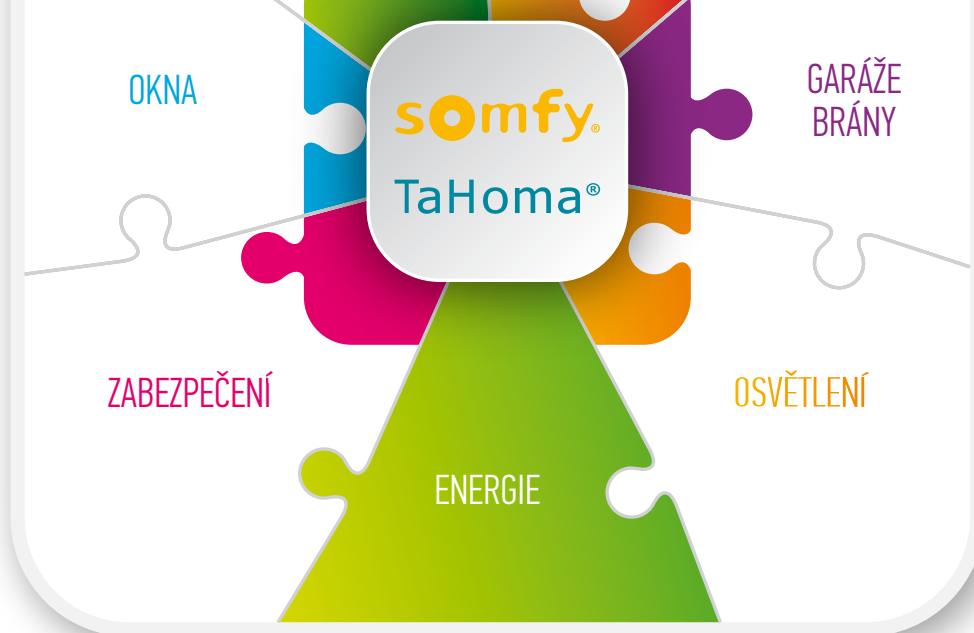 OKNA
GARÁŽE
BRÁNY
somfy®
TaHoma®
ZABEZPEČENÍ
OSVĚTLENÍ
ENERGIE